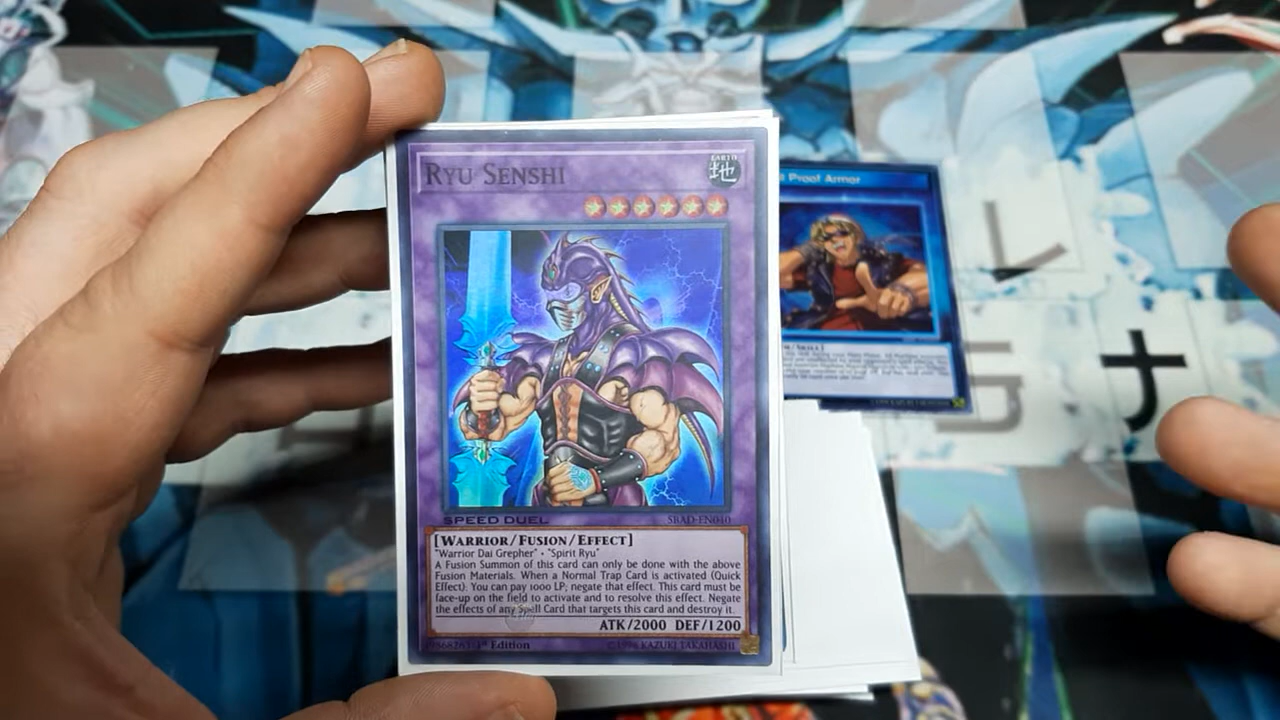 RYU SENSHI
EARTH
地
SPEED DUEL
SBAD-EN040
[WARRIOR/FUSION/EFFECT]
"Warrior Dai Grepher" + "Spirit Ryu"
A Fusion Summon of this card can only be done with the above
Fusion Materials. When a Normal Trap Card is activated (Quick
Effect): You can pay 1000 LP; negate that effect. This card must be
face-up on the field to activate and to resolve this effect. Negate
the effects of any Spell Card that targets this card and destroy it.
ATK/2000 DEF/1200
1st Edition
©1996 KAZUKI TAKAHASHI
Proof Armor
レ
ナ